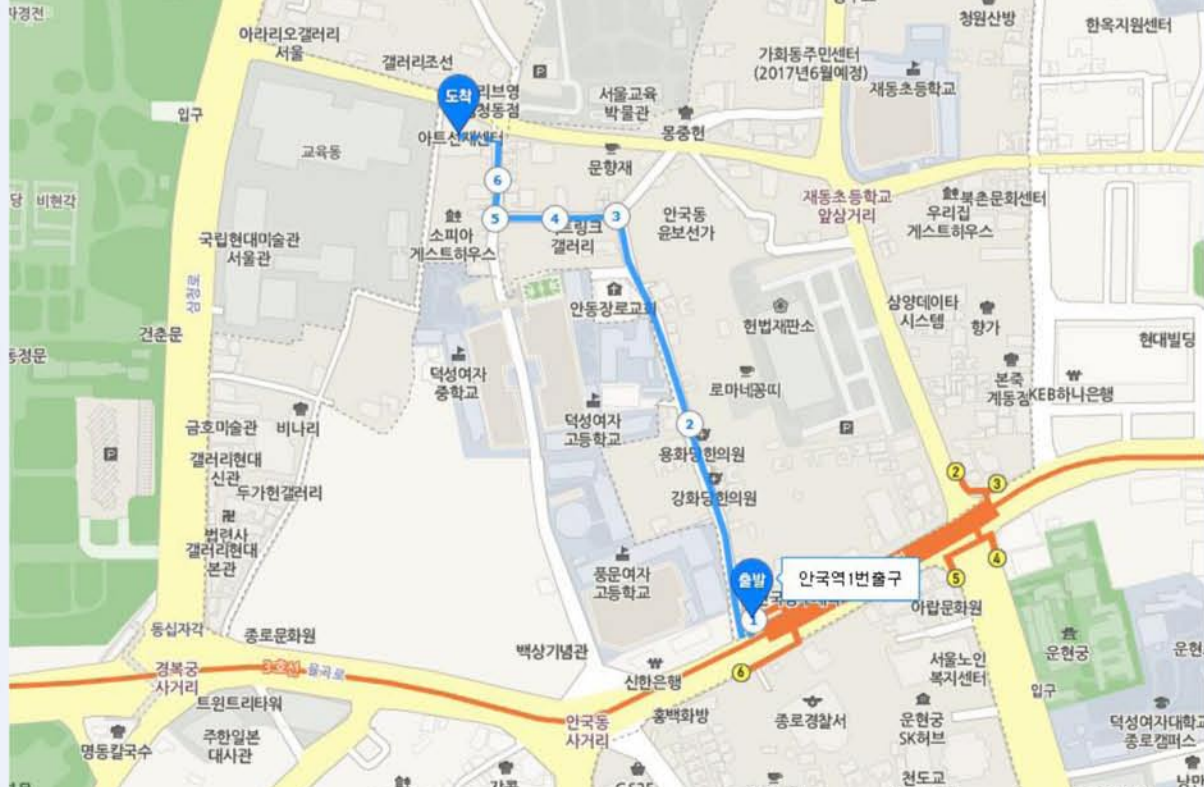 자경전
아라리오갤러리
서울
갤러리조선
도착
리브영
청동점
P
서울교육
박물관
몽중헌
청원산방
한옥지원센터
가회동주민센터
(2017년6월예정)
재동초등학교
입구
교육동
아트선재센터
문향재
당
비현각
6
5
4
3
안국동
윤보선가
재동초등학교
앞삼거리
북촌문화센터
우리집
게스트하우스
소피아
게스트하우스
트링크
갤러리
국립현대미술관
서울관
삼청로
안동장로교회
헌법재판소
삼양데이타
시스템
향가
건춘문
동정문
현대빌딩
덕성여자
중학교
로마네꽁띠
본죽
계동점
KEB하나은행
덕성여자
고등학교
2
용화당한의원
P
금호미술관
비나리
갤러리현대
신관
두가헌갤러리
P
강화당한의원
2
3
법련사
갤러리현대
본관
4
5
풍문여자
고등학교
출발
안국역1번출구
1
아랍문화원
동십자각
종로문화원
백상기념관
경복궁
사거리
3호선
율곡로
신한은행
6
서울노인
복지센터
운현궁
운현
입구
트윈트리타워
안국동
사거리
홍백화방
종로경찰서
운현궁
SK허브
덕성여자대학교
종로캠퍼스
명동칼국수
주한일본
대사관
천도교